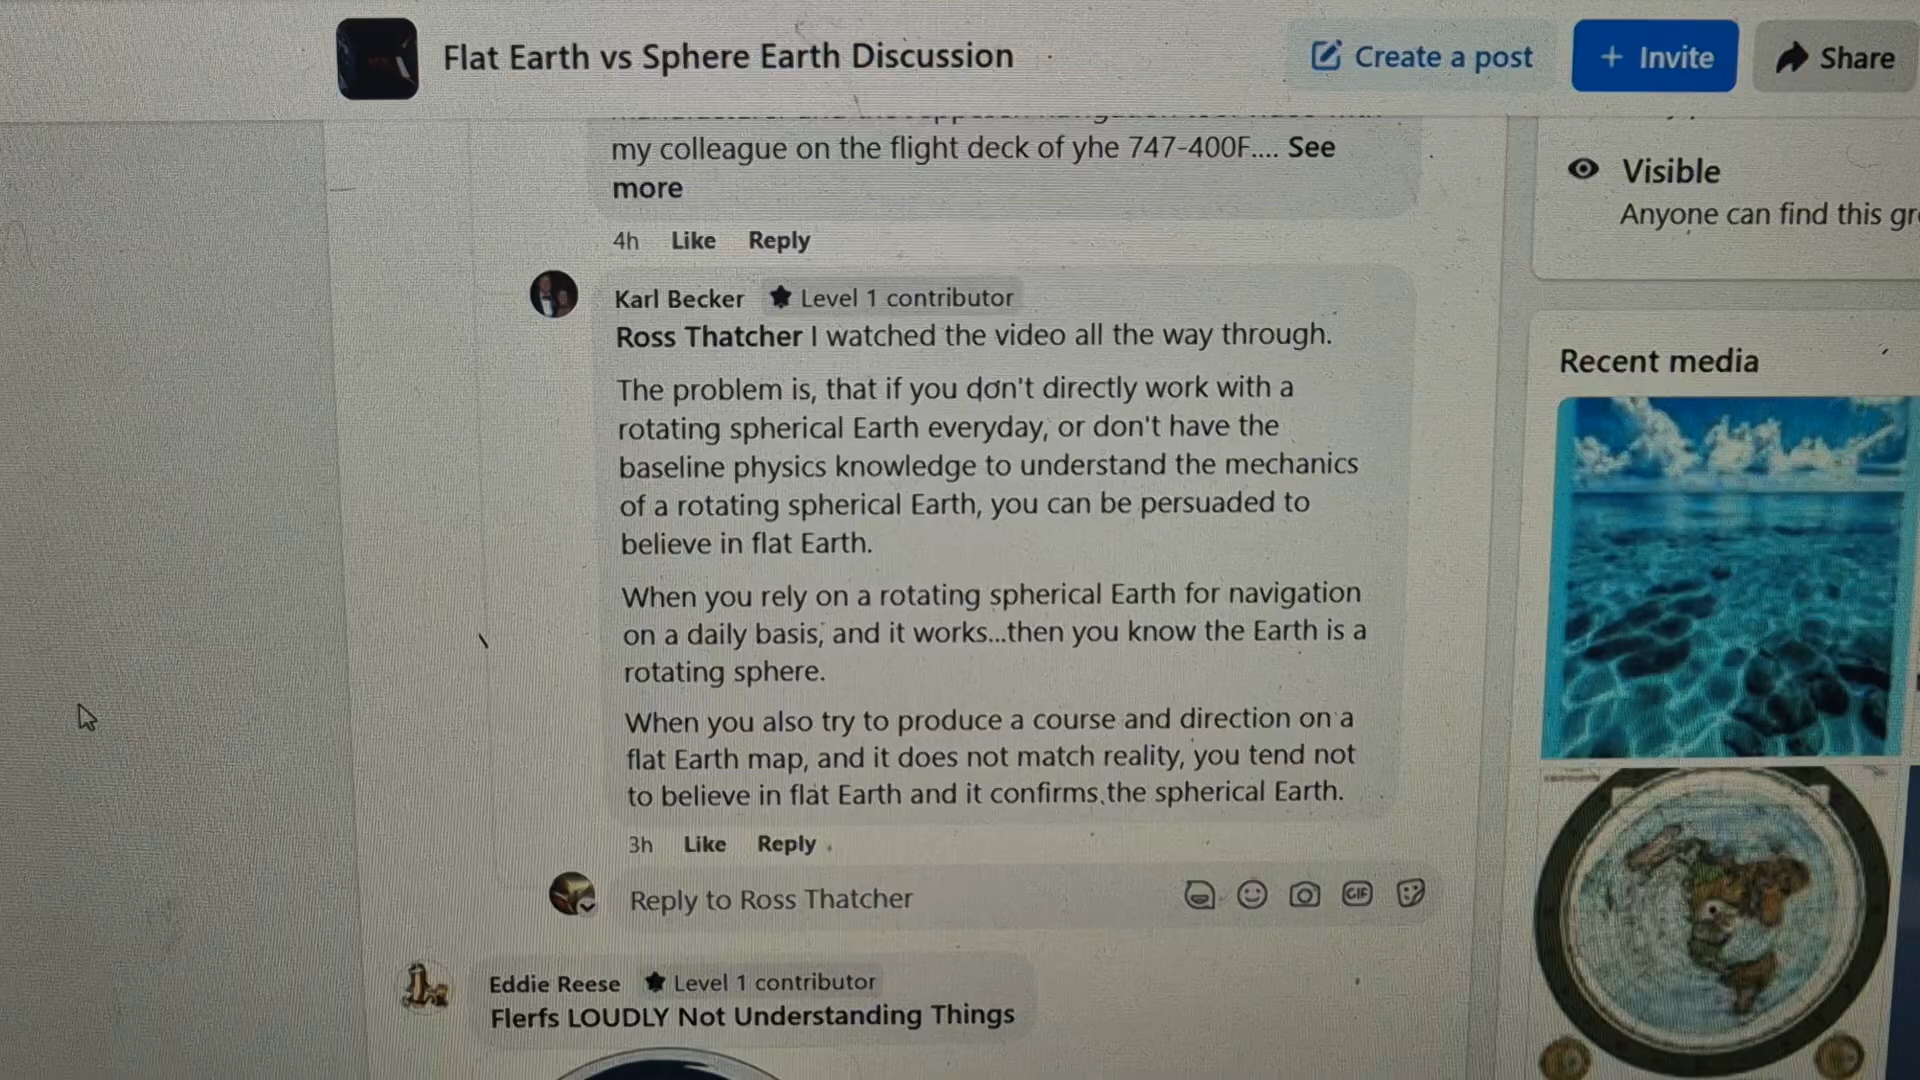 Flat Earth vs Sphere Earth Discussion
Create a post
+ Invite
Share
my colleague on the flight deck of yhe 747-400F.... See
more
4h Like Reply
Karl Becker Level 1 contributor
Ross Thatcher I watched the video all the way through.
The problem is, that if you don't directly work with a
rotating spherical Earth everyday, or don't have the
baseline physics knowledge to understand the mechanics
of a rotating spherical Earth, you can be persuaded to
believe in flat Earth.
When you rely on a rotating spherical Earth for navigation
on a daily basis, and it works...then you know the Earth is a
rotating sphere.
When you also try to produce a course and direction on a
flat Earth map, and it does not match reality, you tend not
to believe in flat Earth and it confirms the spherical Earth.
3h Like Reply
Reply to Ross Thatcher
GIF
Eddie Reese Level 1 contributor
Flerfs LOUDLY Not Understanding Things
Visible
Anyone can find this gr
Recent media